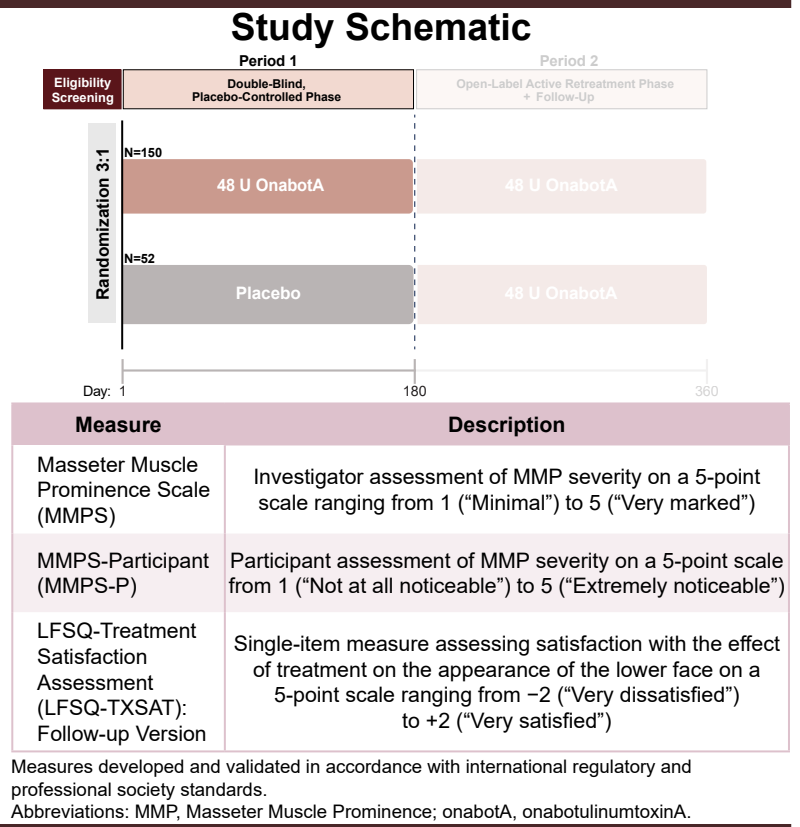 Study Schematic
Period 1
Period 2
Eligibility
Screening
Double-Blind,
Placebo-Controlled Phase
Open-Label Active Retreatment Phase
+ Follow-Up
Randomization 3:1
N=150
48 U OnabotA
48 U OnabotA
N=52
Placebo
48 U OnabotA
Day: 1
180
360
Measure
Description
Masseter Muscle
Prominence Scale
(MMPS)
Investigator assessment of MMP severity on a 5-point
scale ranging from 1 (“Minimal”) to 5 (“Very marked”)
MMPS-Participant
(MMPS-P)
Participant assessment of MMP severity on a 5-point scale
from 1 (“Not at all noticeable”) to 5 (“Extremely noticeable”)
LFSQ-Treatment
Satisfaction
Assessment
(LFSQ-TXSAT):
Follow-up Version
Single-item measure assessing satisfaction with the effect
of treatment on the appearance of the lower face on a
5-point scale ranging from −2 (“Very dissatisfied”)
to +2 (“Very satisfied”)
Measures developed and validated in accordance with international regulatory and
professional society standards.
Abbreviations: MMP, Masseter Muscle Prominence; onabotA, onabotulinumtoxinA.